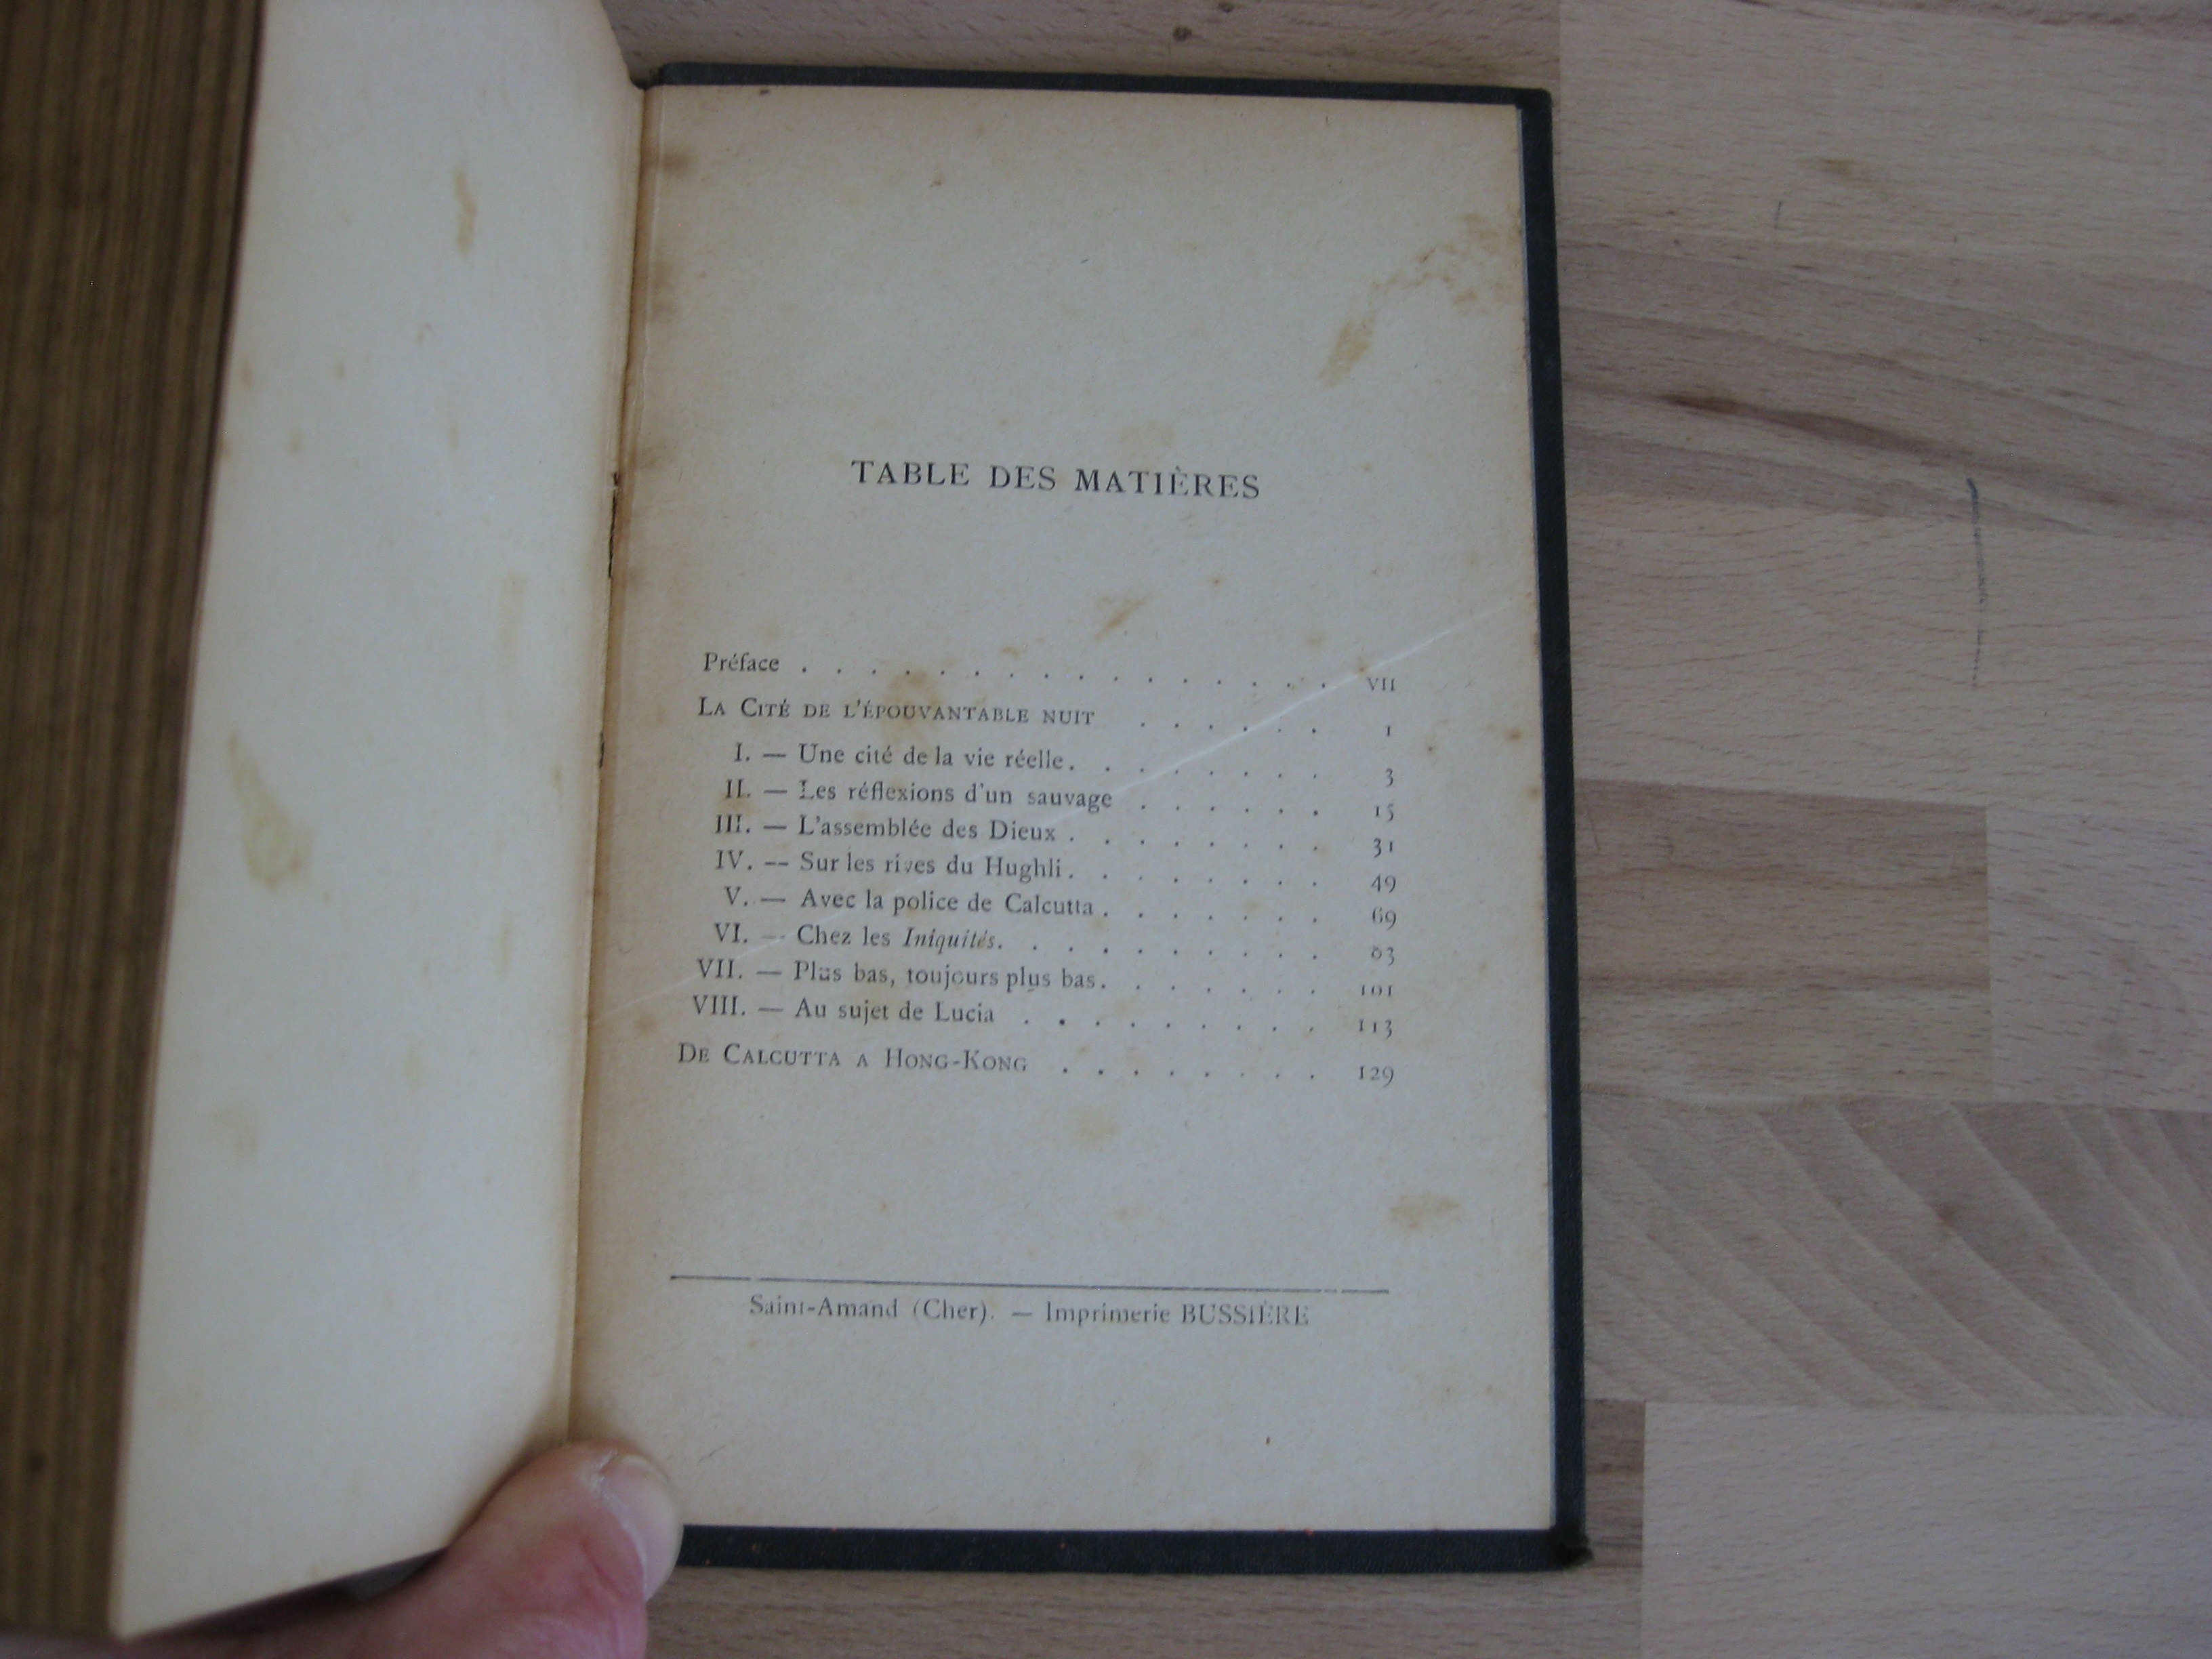 TABLE DES MATIÈRES
Préface . . . . . . . . . . . . . . . . VII
LA CITÉ DE L'ÉPOUVANTABLE NUIT . . . . . . 1
I. — Une cité de la vie réelle. . . . . . . . 3
II. — Les réflexions d'un sauvage . . . . . . 15
III. — L'assemblée des Dieux . . . . . . . . 31
IV. — Sur les rives du Hughli. . . . . . . . 49
V. — Avec la police de Calcutta . . . . . . . 69
VI. — Chez les Iniquités. . . . . . . . . . 83
VII. — Plus bas, toujours plus bas. . . . . . . 101
VIII. — Au sujet de Lucia . . . . . . . . . 113
DE CALCUTTA A HONG-KONG . . . . . . . . 129
Saint-Amand (Cher). — Imprimerie BUSSIÈRE